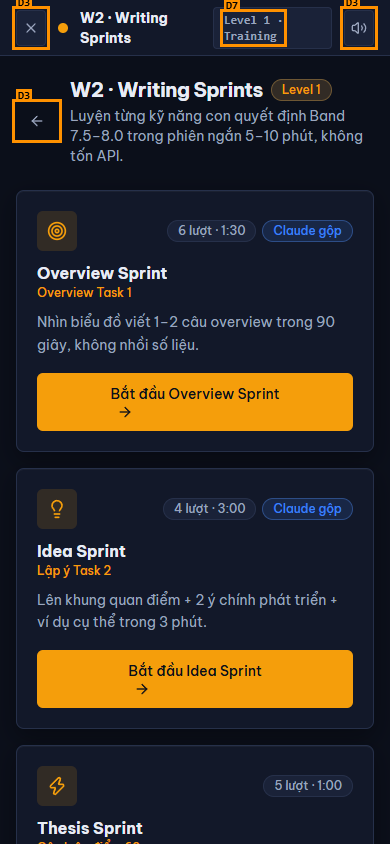 D3
D7
D3
W2 · Writing
Sprints
Level 1 ·
Training
D3
W2 · Writing Sprints
Level 1
Luyện từng kỹ năng con quyết định Band
7.5–8.0 trong phiên ngắn 5–10 phút, không
tốn API.
6 lượt · 1:30
Claude gộp
Overview Sprint
Overview Task 1
Nhìn biểu đồ viết 1–2 câu overview trong 90
giây, không nhồi số liệu.
Bắt đầu Overview Sprint
→
4 lượt · 3:00
Claude gộp
Idea Sprint
Lập ý Task 2
Lên khung quan điểm + 2 ý chính phát triển +
ví dụ cụ thể trong 3 phút.
Bắt đầu Idea Sprint
→
5 lượt · 1:00
Thesis Sprint